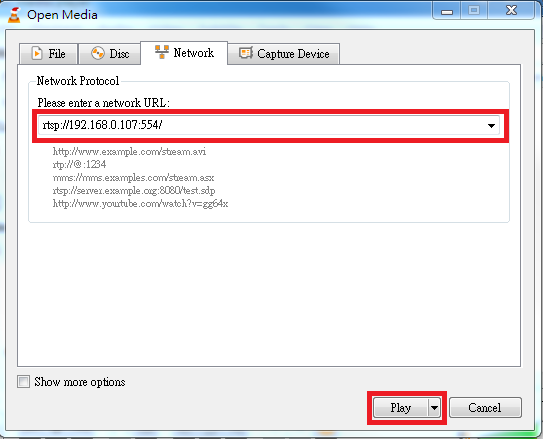 Open Media
File Disc Network Capture Device
Network Protocol
Please enter a network URL:
rtsp://192.168.0.107:554/
http://www.example.com/stream.avi
rtp://@:1234
mms://mms.examples.com/stream.asx
rtsp://server.example.org:8080/test.sdp
http://www.yourtube.com/watch?v=gg64x
Show more options
Play Cancel